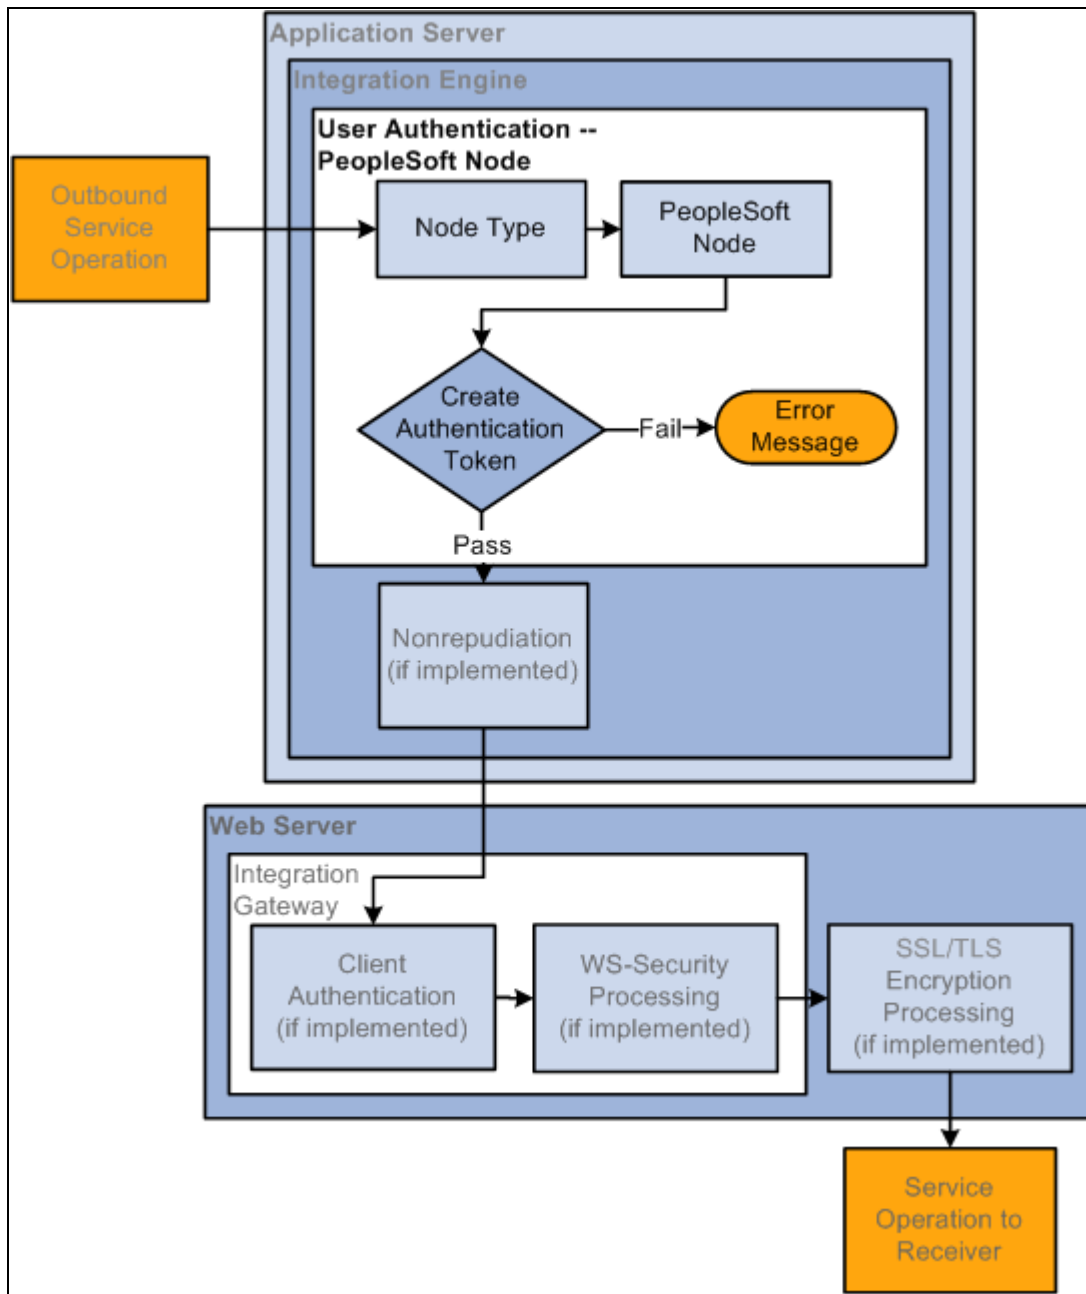 Application Server
Integration Engine
User Authentication --
PeopleSoft Node
Outbound
Service
Operation
Node Type
PeopleSoft
Node
Create
Authentication
Token
Fail
Error
Message
Pass
Nonrepudiation
(if implemented)
Web Server
Integration
Gateway
Client
Authentication
(if implemented)
WS-Security
Processing
(if implemented)
SSL/TLS
Encryption
Processing
(if implemented)
Service
Operation to
Receiver